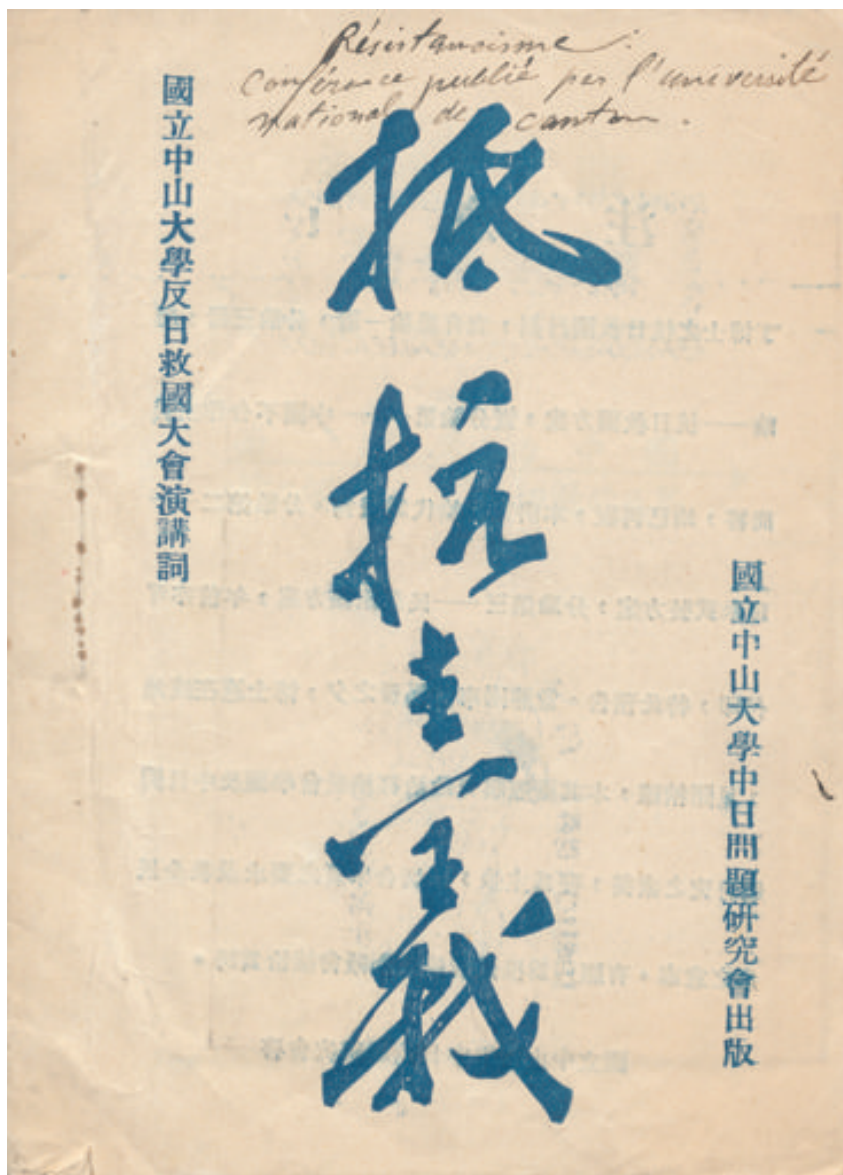 Résistancisme :
Conférence publié par l'université
national de canton .
國立中山大學中日問題研究會出版
抵抗主義
國立中山大學反日救國大會演講詞